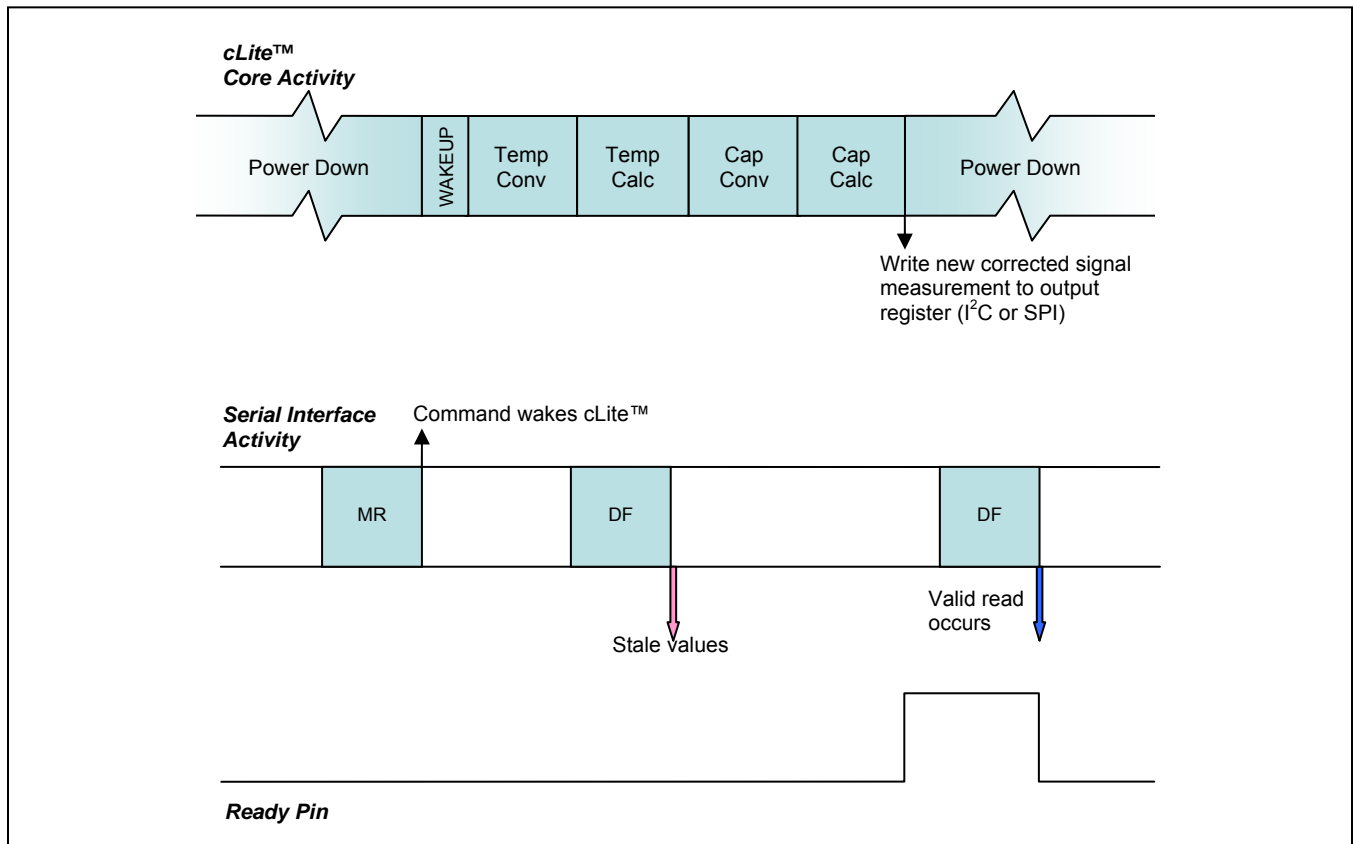 cLite™
Core Activity
Power Down
WAKEUP
Temp
Conv
Temp
Calc
Cap
Conv
Cap
Calc
Power Down
Write new corrected signal
measurement to output
register (I²C or SPI)
Serial Interface
Activity
Command wakes cLite™
MR
DF
DF
Stale values
Valid read
occurs
Ready Pin